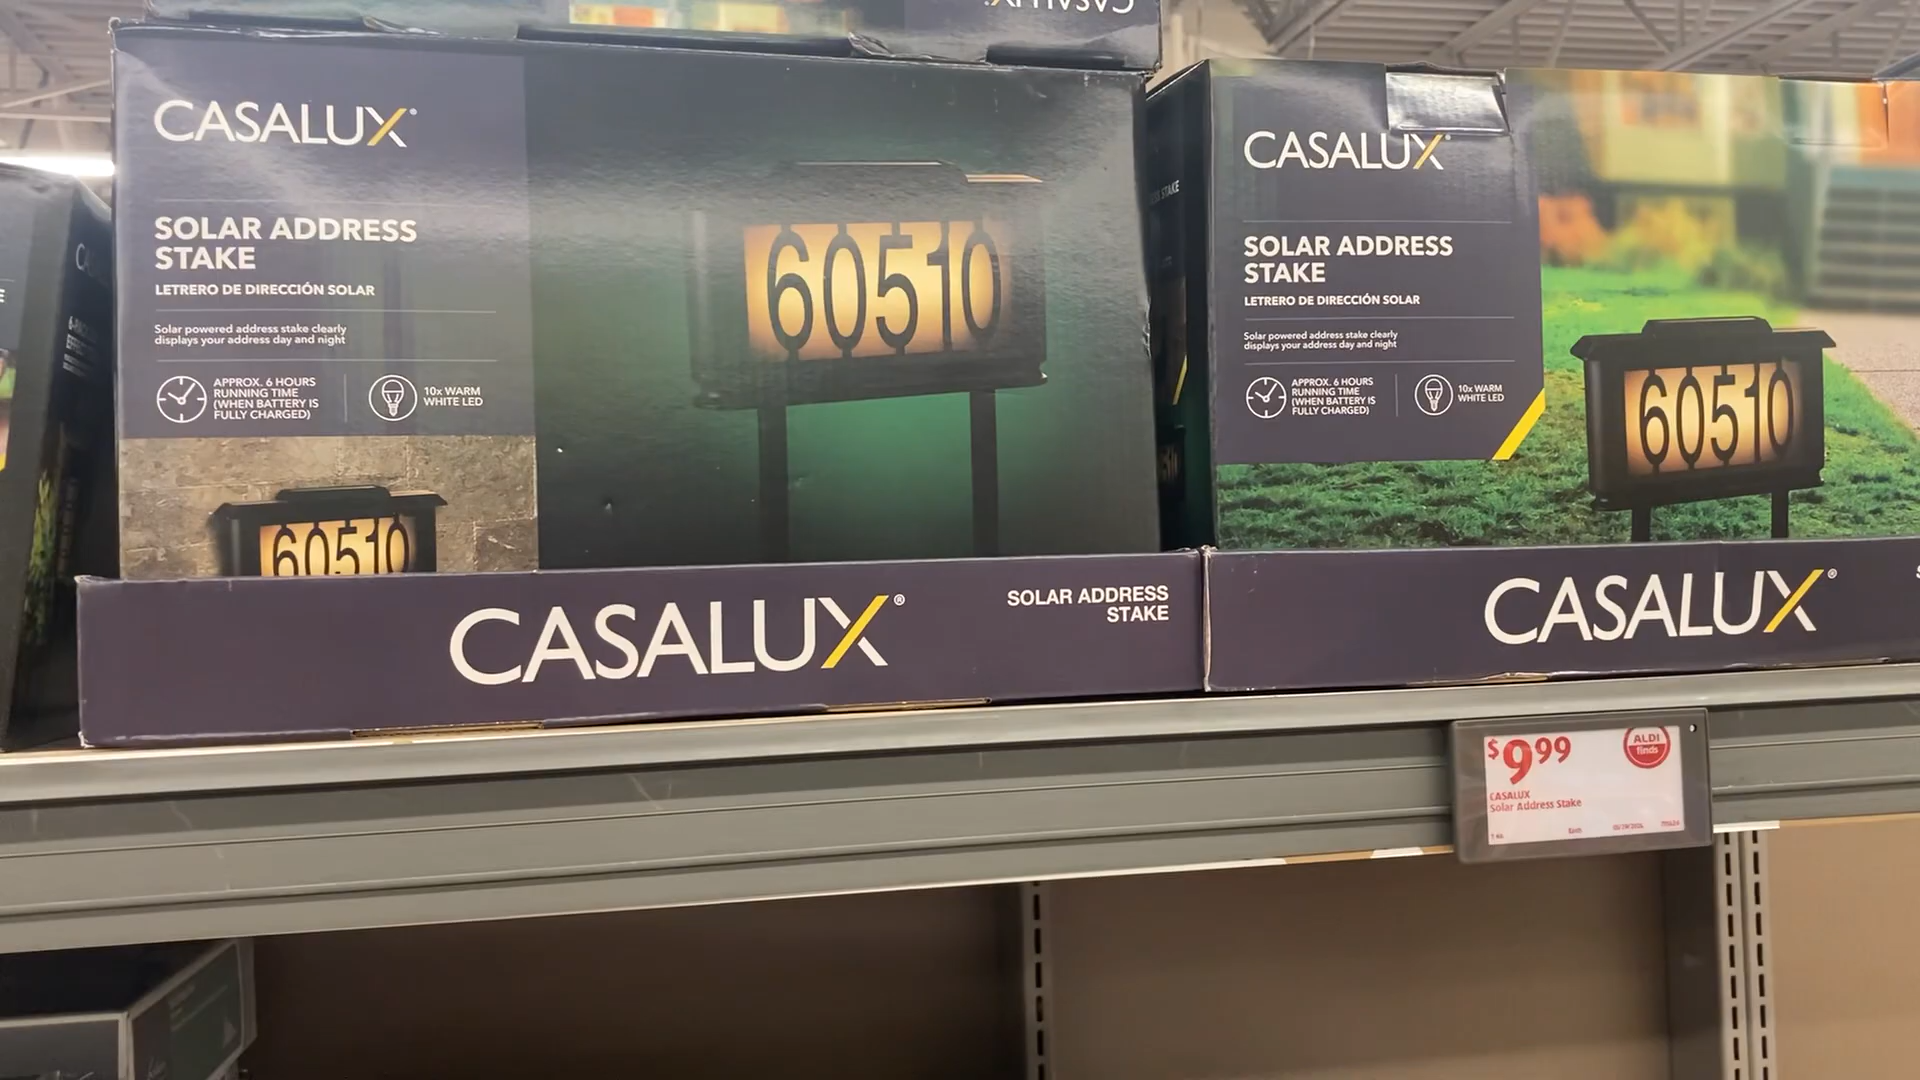 CASALUX
CASALUX®
SOLAR ADDRESS
STAKE
LETRERO DE DIRECCIÓN SOLAR
Solar powered address stake clearly
displays your address day and night
APPROX. 6 HOURS
RUNNING TIME
(WHEN BATTERY IS
FULLY CHARGED)
10x WARM
WHITE LED
60510
60510
CASALUX®
SOLAR ADDRESS
STAKE
CASALUX®
SOLAR ADDRESS
STAKE
LETRERO DE DIRECCIÓN SOLAR
Solar powered address stake clearly
displays your address day and night
APPROX. 6 HOURS
RUNNING TIME
(WHEN BATTERY IS
FULLY CHARGED)
10x WARM
WHITE LED
60510
CASALUX®
$9.99
ALDI
finds
CASALUX
Solar Address Stake